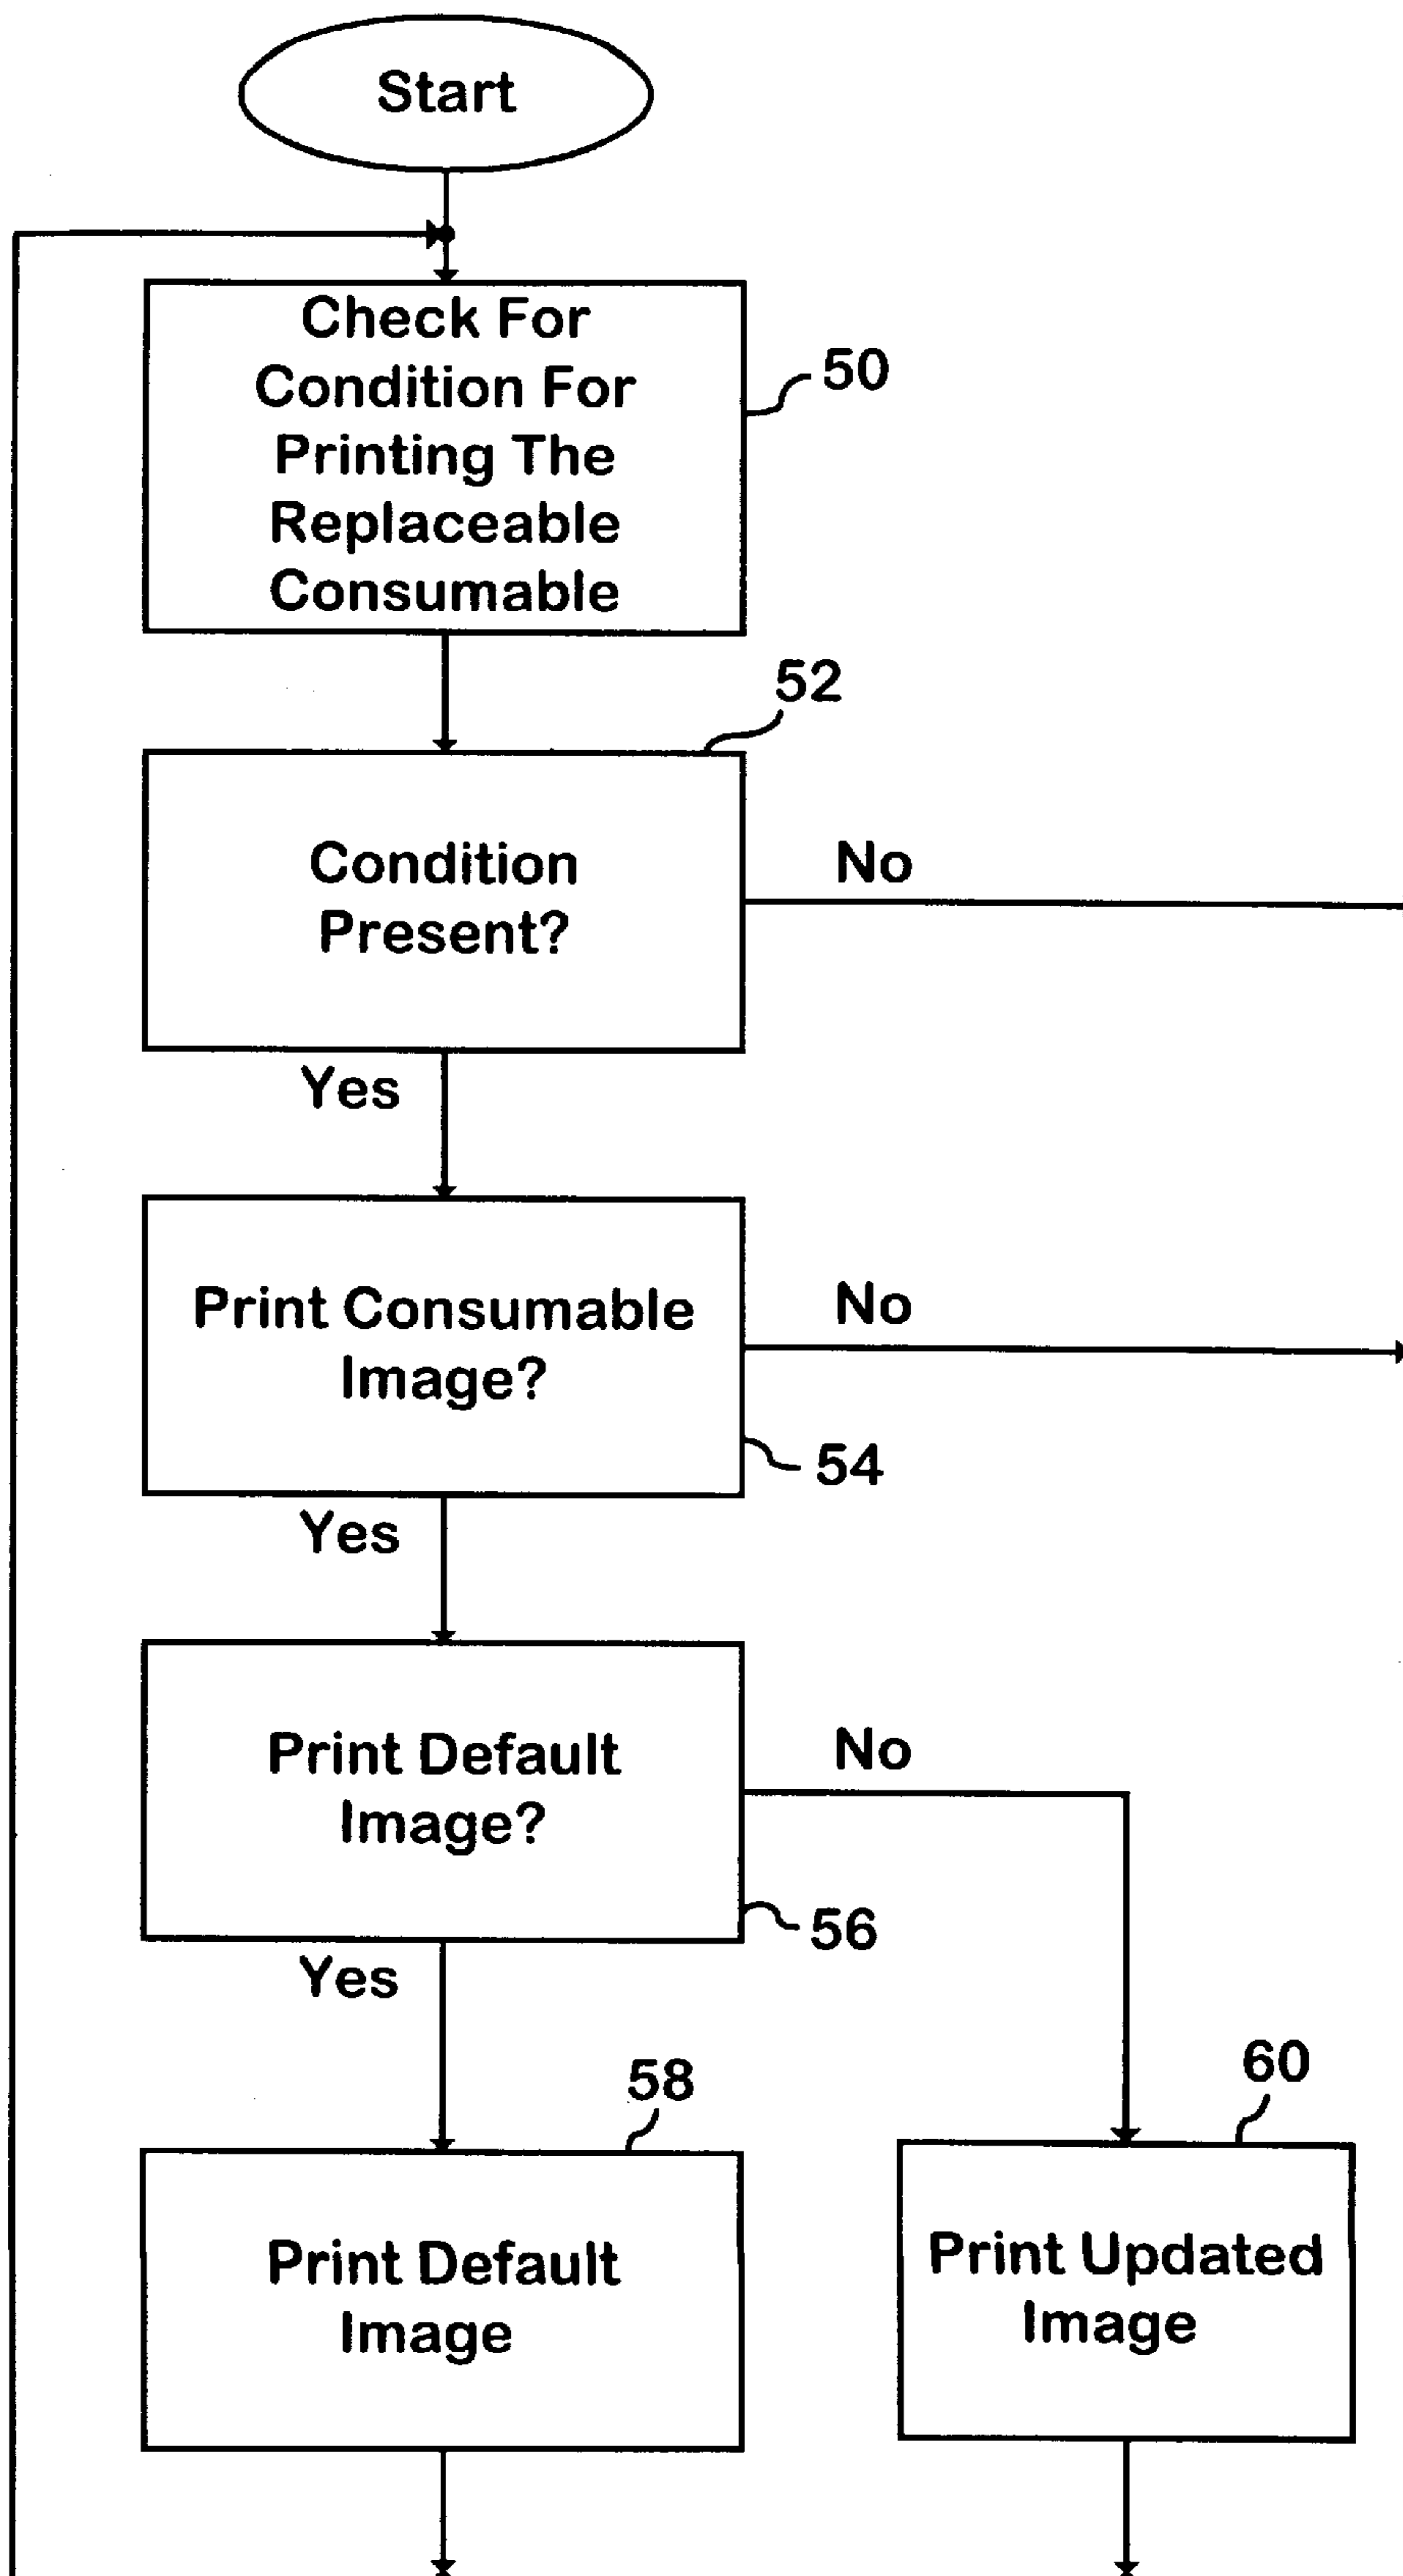 Start
Check For
Condition For
Printing The
Replaceable
Consumable
50
52
Condition
Present?
No
Yes
Print Consumable
Image?
No
54
Yes
Print Default
Image?
No
56
Yes
58
60
Print Default
Image
Print Updated
Image